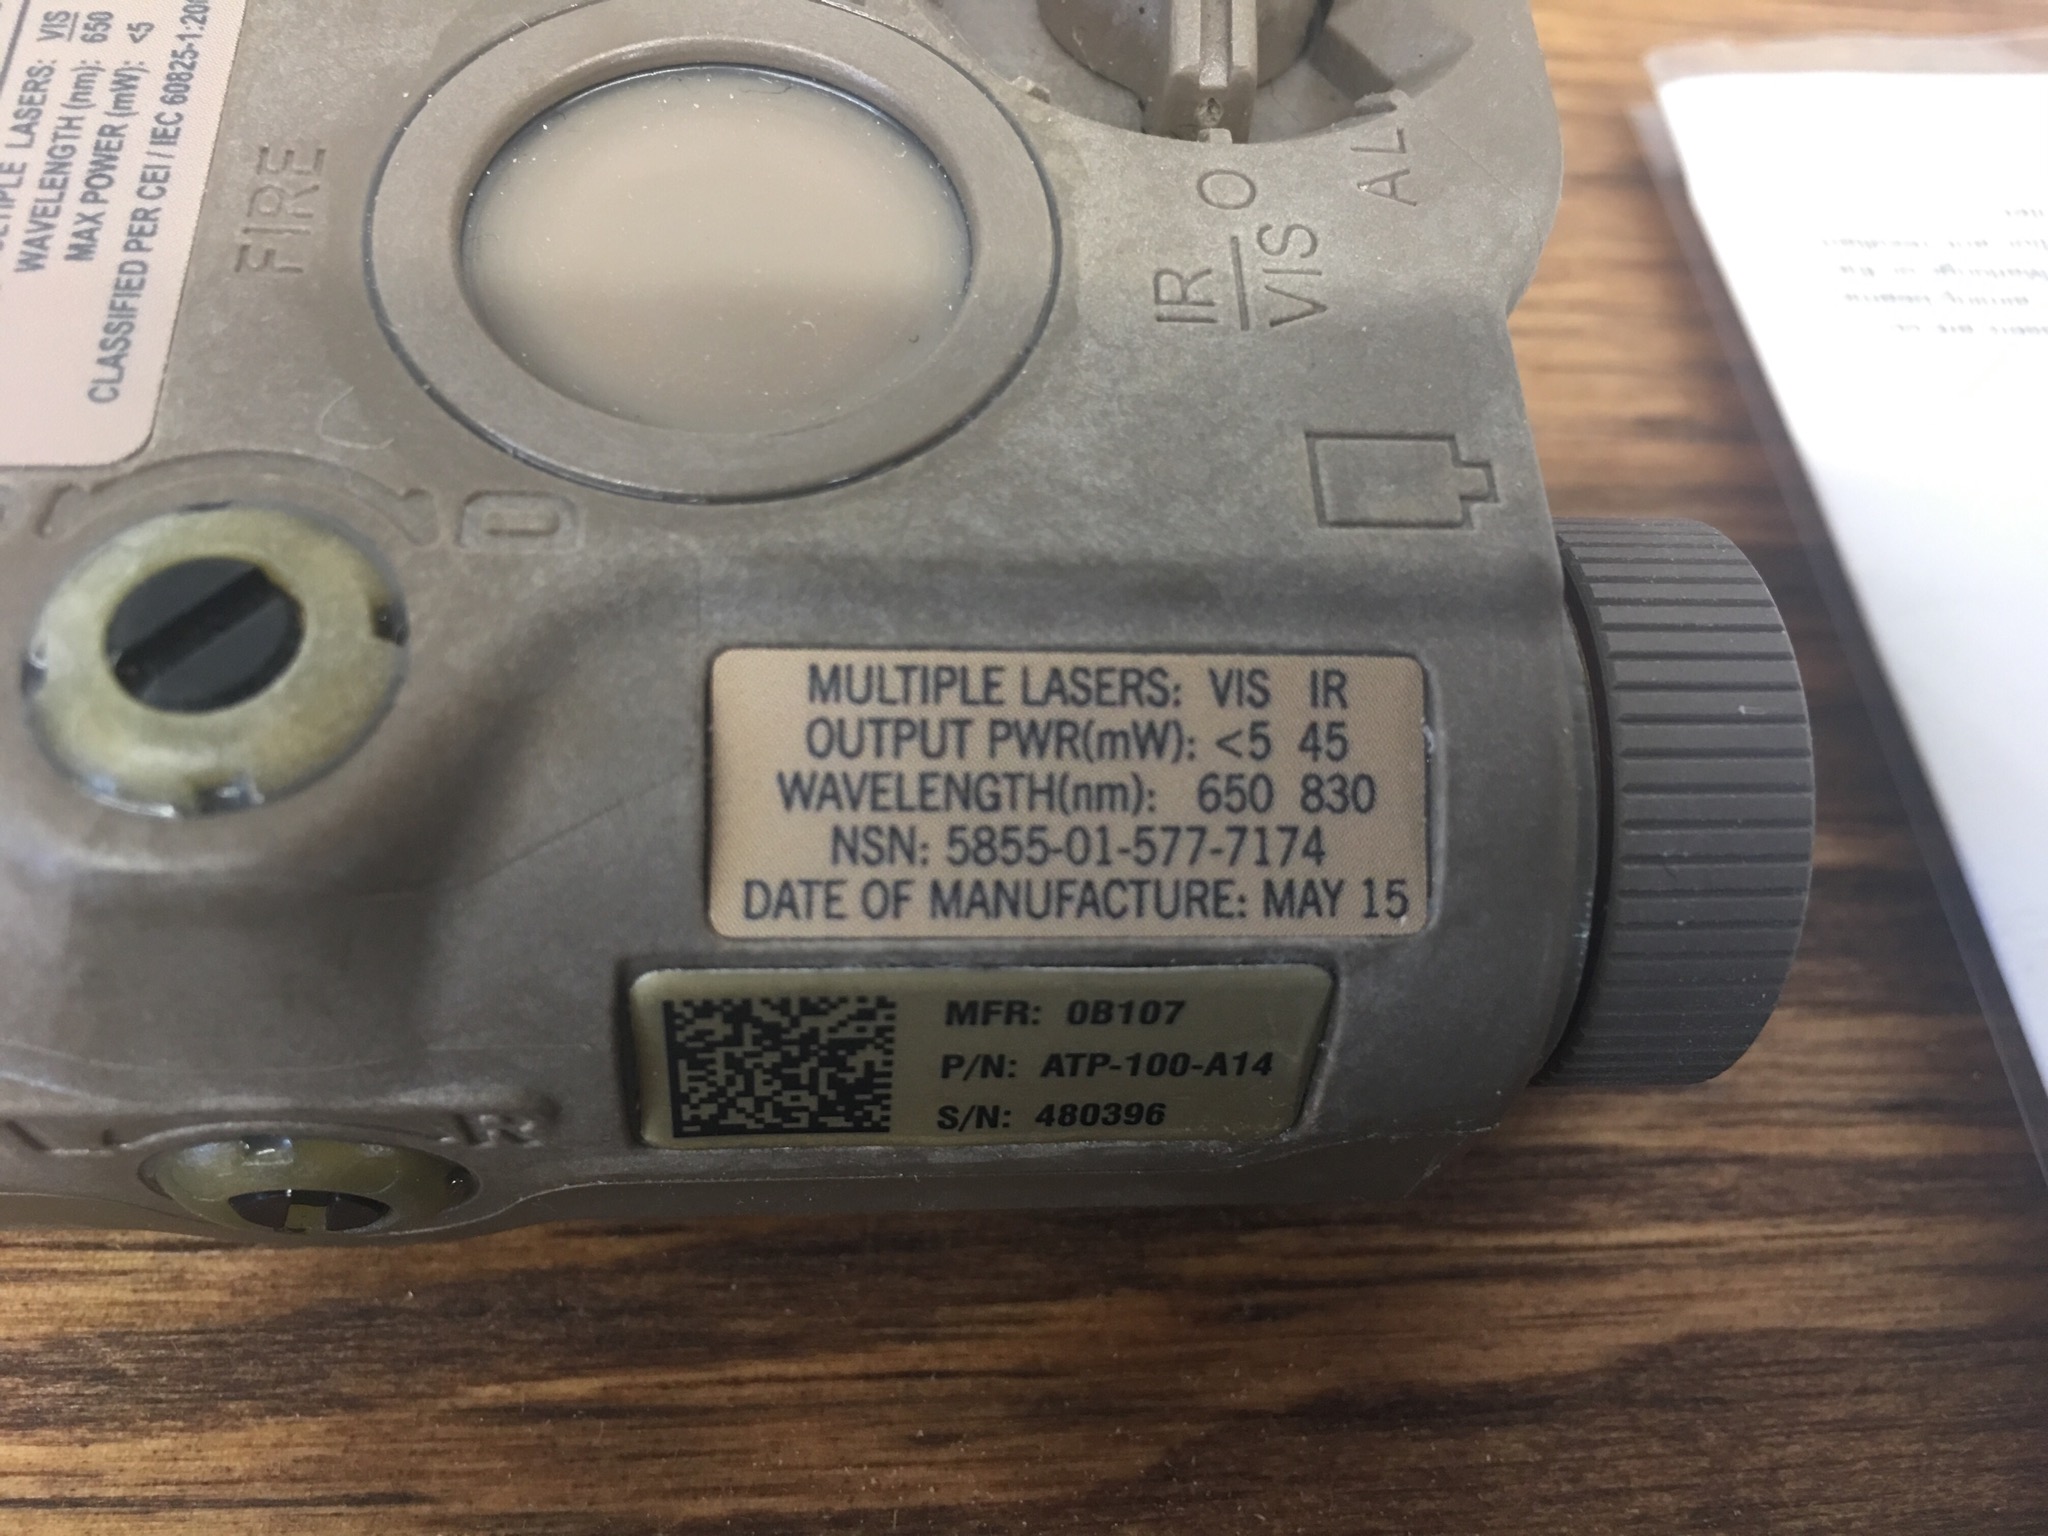 MULTIPLE LASERS: VIS
WAVELENGTH (nm): 650
MAX POWER (mW): <5
CLASSIFIED PER CEI / IEC 60825-1:
FIRE
O
IR
VIS
AL
O
MULTIPLE LASERS: VIS IR
OUTPUT PWR(mW): <5 45
WAVELENGTH(nm): 650 830
NSN: 5855-01-577-7174
DATE OF MANUFACTURE: MAY 15
MFR: 0B107
P/N: ATP-100-A14
S/N: 480396
R